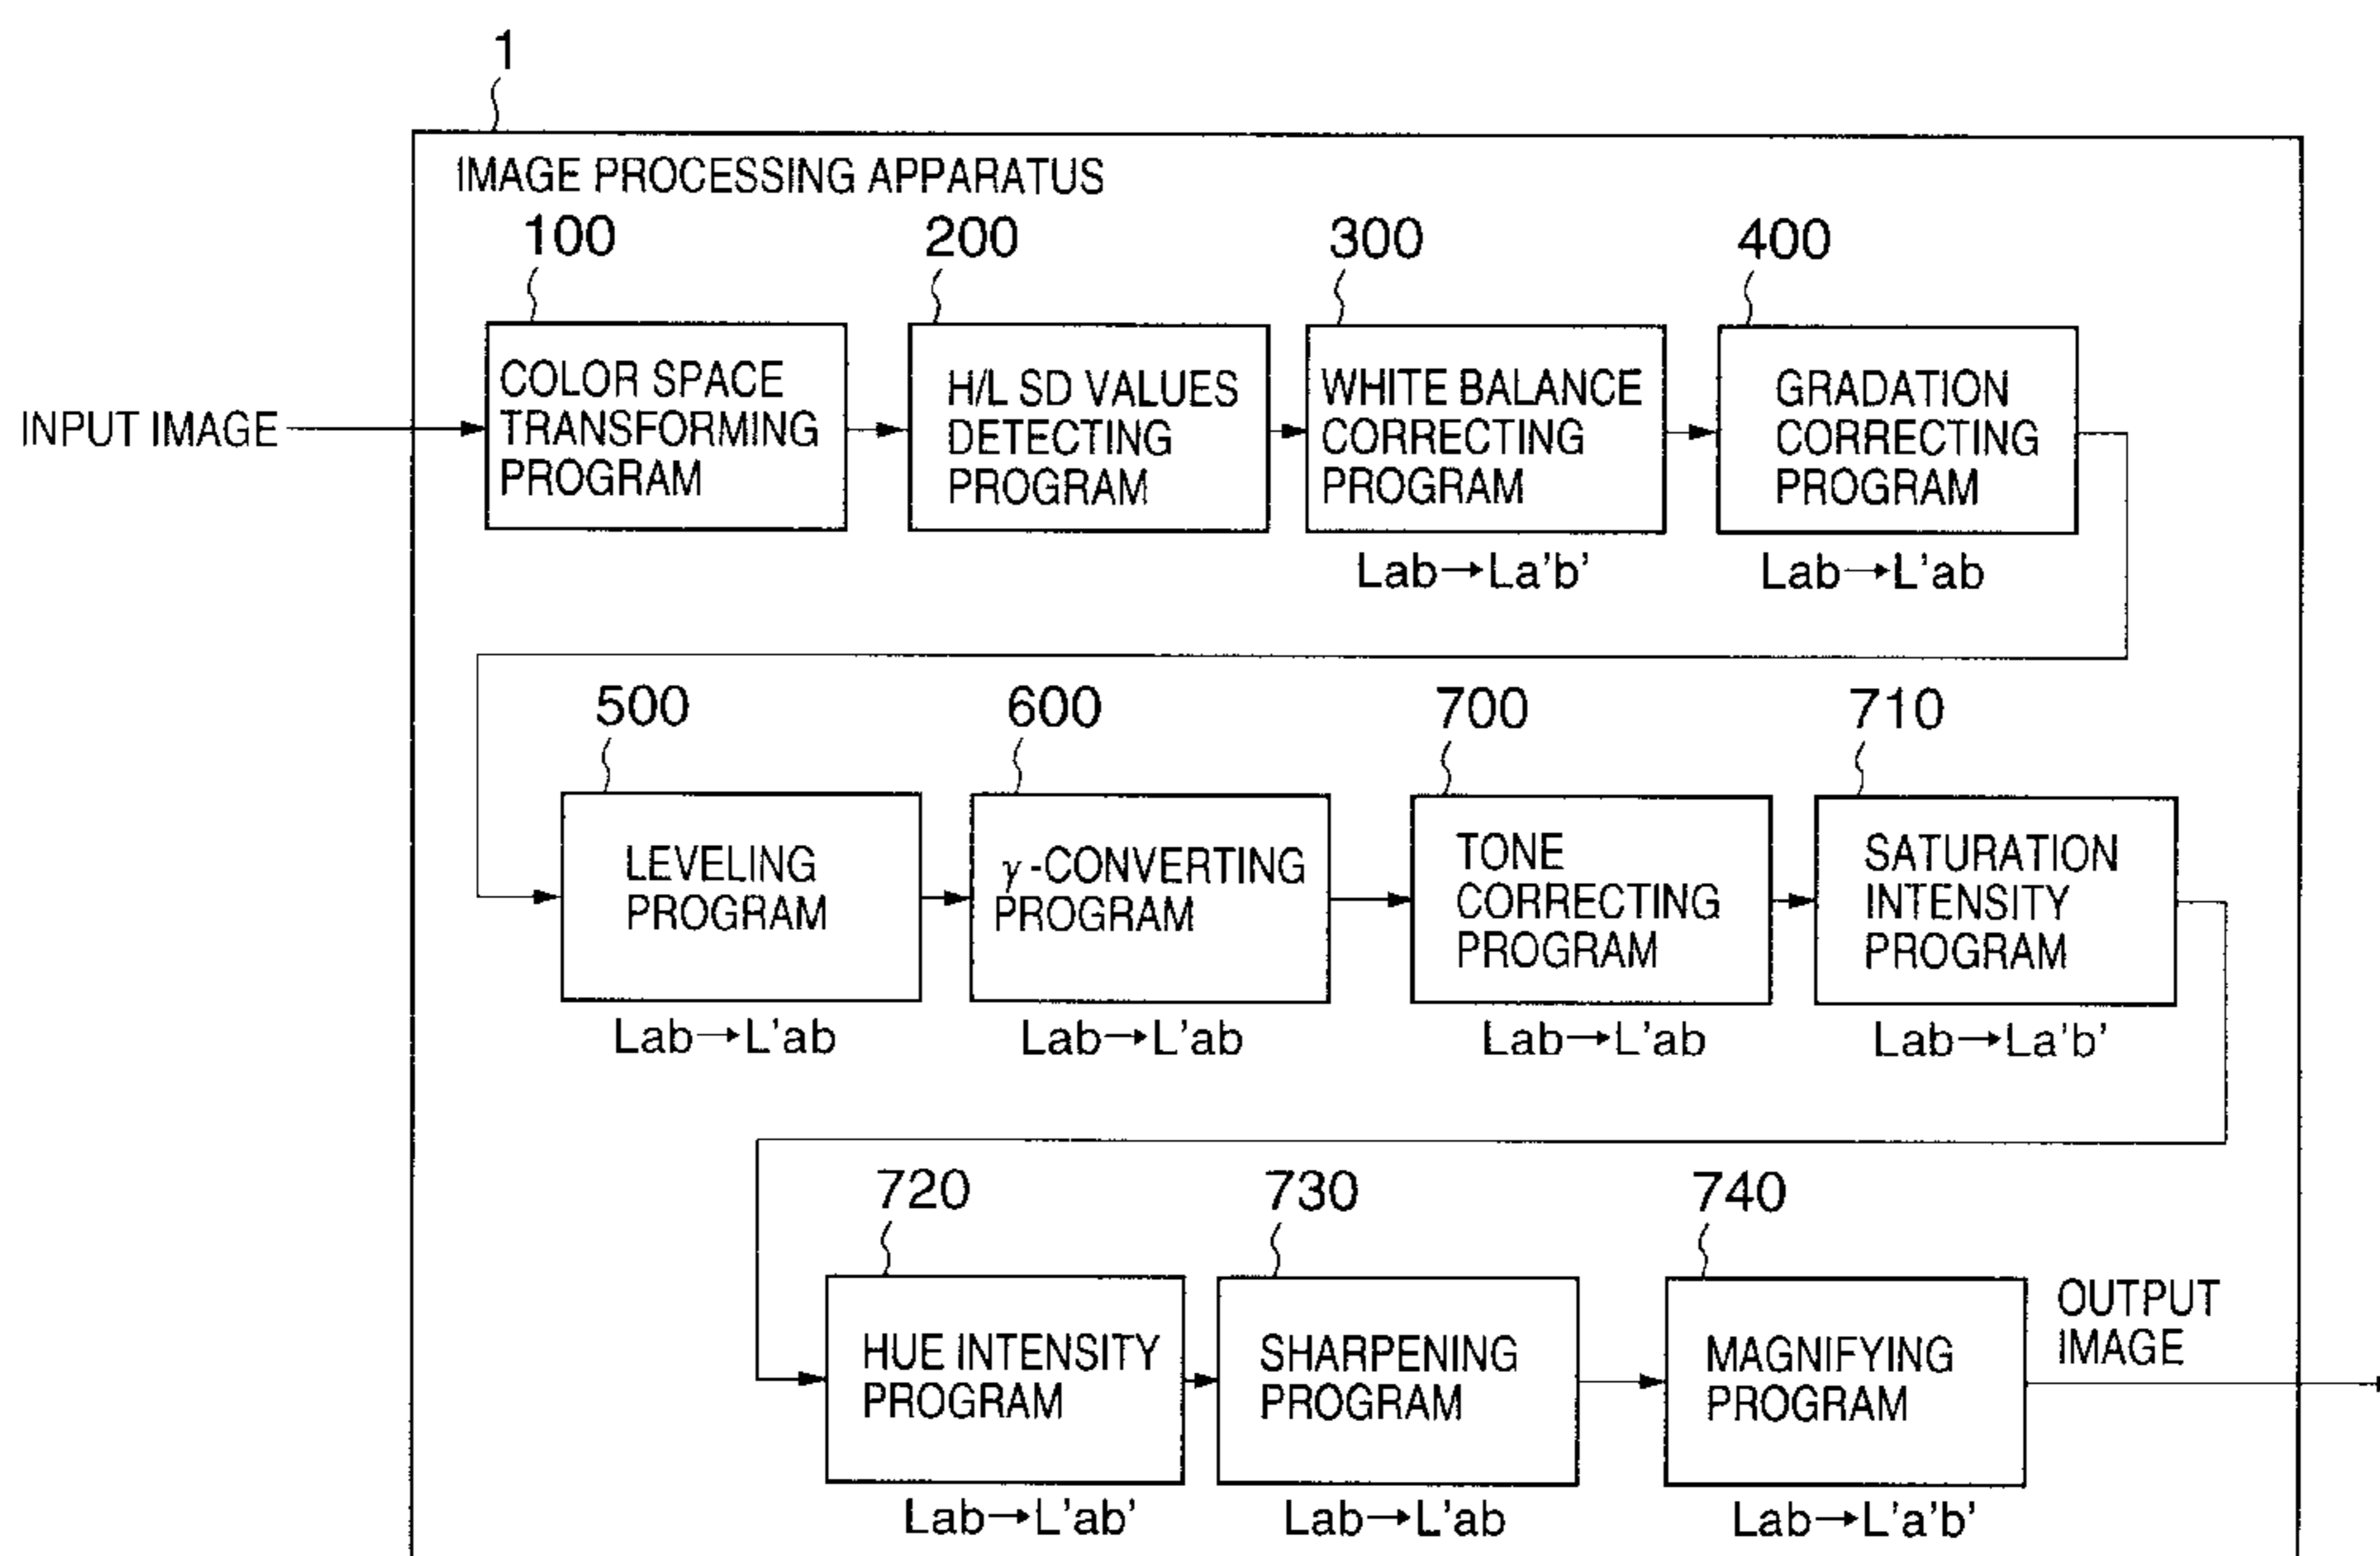 1
IMAGE PROCESSING APPARATUS
100
200
300
400
INPUT IMAGE
COLOR SPACE
TRANSFORMING
PROGRAM
H/L SD VALUES
DETECTING
PROGRAM
WHITE BALANCE
CORRECTING
PROGRAM
GRADATION
CORRECTING
PROGRAM
Lab→La'b'
Lab→L'ab
500
600
700
710
LEVELING
PROGRAM
γ-CONVERTING
PROGRAM
TONE
CORRECTING
PROGRAM
SATURATION
INTENSITY
PROGRAM
Lab→L'ab
Lab→L'ab
Lab→L'ab
Lab→La'b'
720
730
740
HUE INTENSITY
PROGRAM
SHARPENING
PROGRAM
MAGNIFYING
PROGRAM
OUTPUT
IMAGE
Lab→L'ab'
Lab→L'ab
Lab→L'a'b'